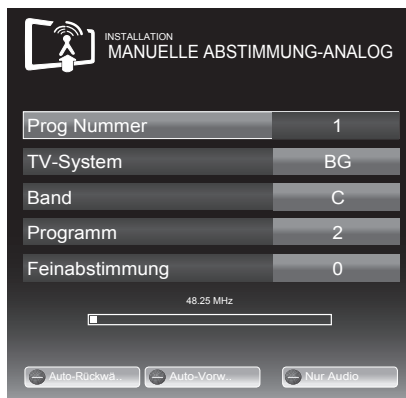 INSTALLATION
MANUELLE ABSTIMMUNG-ANALOG
Prog Nummer 1
TV-System BG
Band C
Programm 2
Feinabstimmung 0
48.25 MHz
Auto-Rückwä.. Auto-Vorw.. Nur Audio